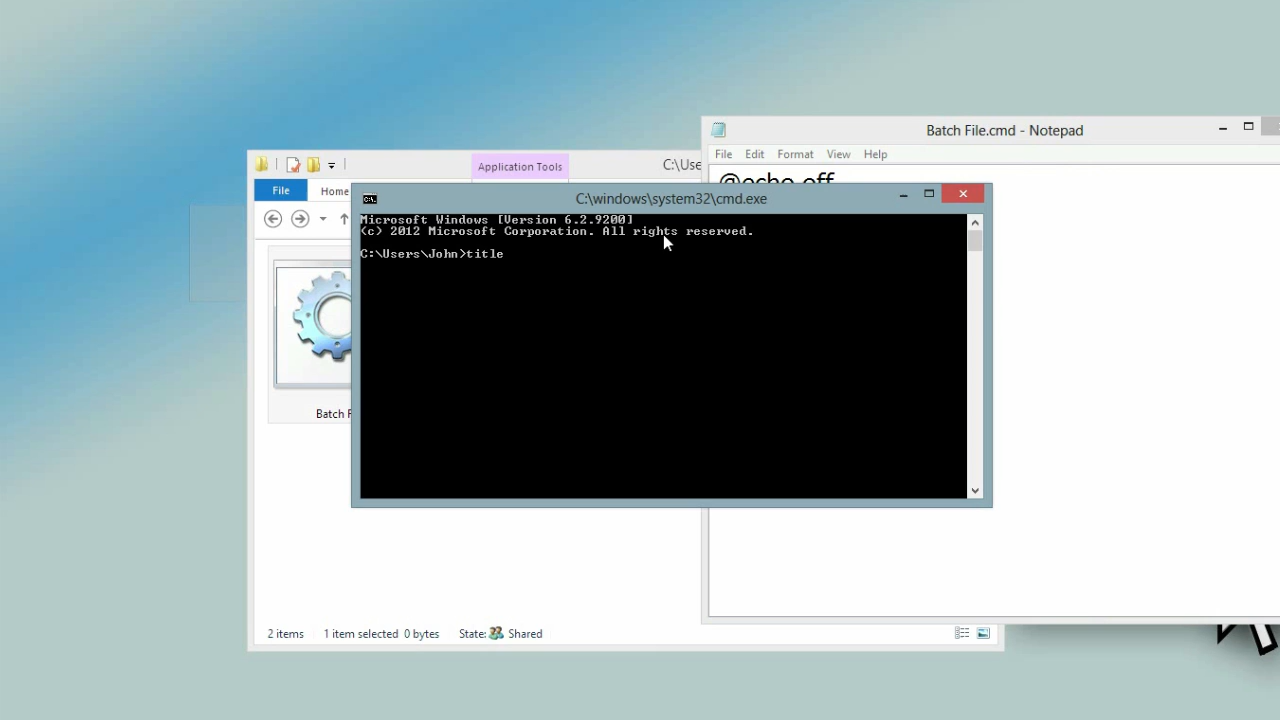 Batch File.cmd - Notepad
File Edit Format View Help
@echo off
Application Tools
File Home
C:\windows\system32\cmd.exe
Microsoft Windows [Version 6.2.9200]
(c) 2012 Microsoft Corporation. All rights reserved.
C:\Users\John>title
Batch
2 items 1 item selected 0 bytes State: Shared